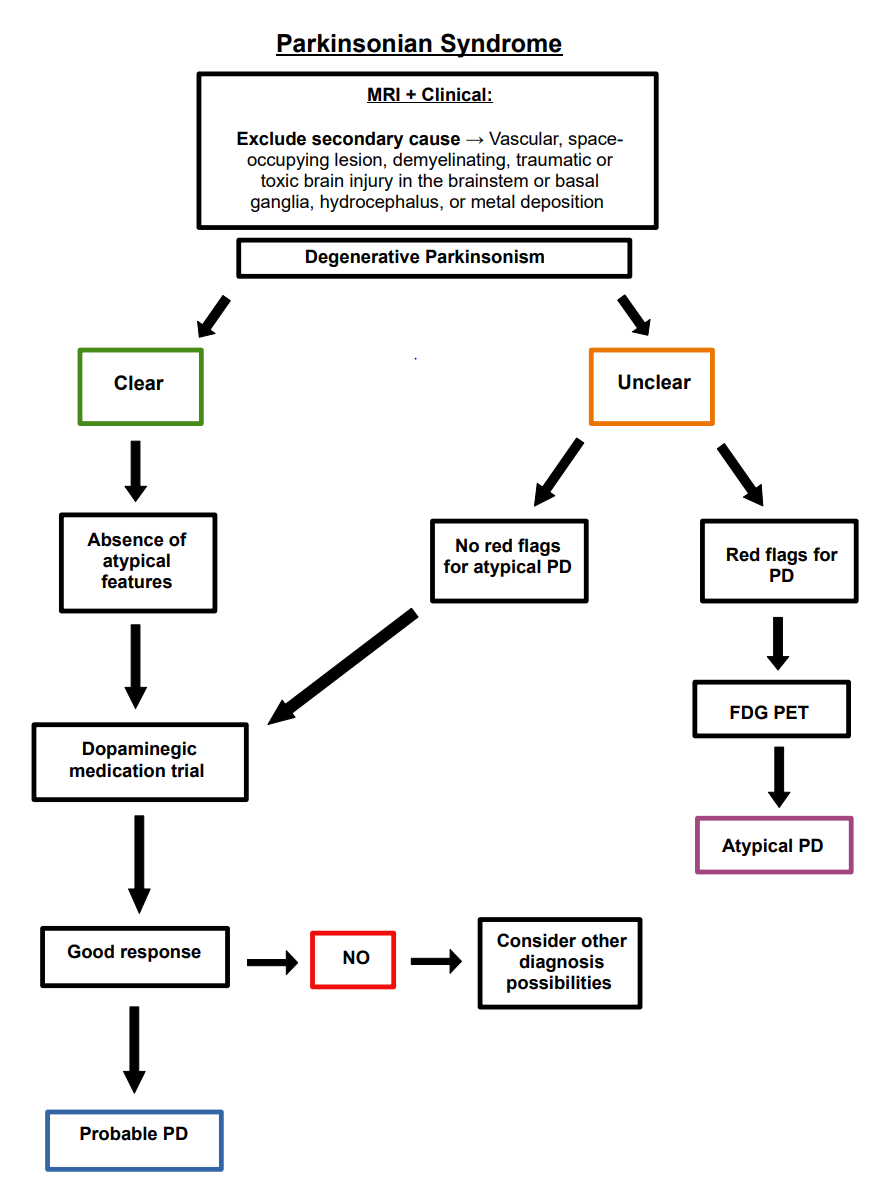 Parkinsonian Syndrome
MRI + Clinical:
Exclude secondary cause → Vascular, space-
occupying lesion, demyelinating, traumatic or
toxic brain injury in the brainstem or basal
ganglia, hydrocephalus, or metal deposition
Degenerative Parkinsonism
Clear
Unclear
Absence of
atypical
features
No red flags
for atypical PD
Red flags for
PD
FDG PET
Dopaminegic
medication trial
Atypical PD
Good response
NO
Consider other
diagnosis
possibilities
Probable PD